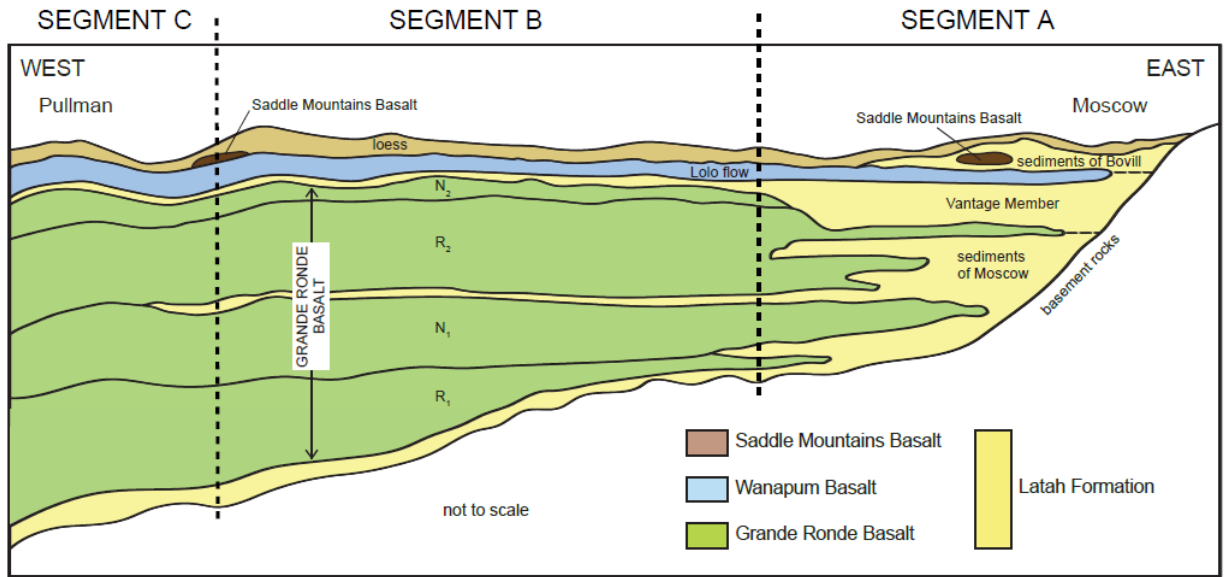 SEGMENT C
SEGMENT B
SEGMENT A
WEST
EAST
Pullman
Moscow
Saddle Mountains Basalt
Saddle Mountains Basalt
loess
sediments of Bovill
Lolo flow
N₂
Vantage Member
R₂
sediments
of Moscow
basement rocks
GRANDE RONDE
BASALT
N₁
R₁
Saddle Mountains Basalt
Wanapum Basalt
Latah Formation
not to scale
Grande Ronde Basalt